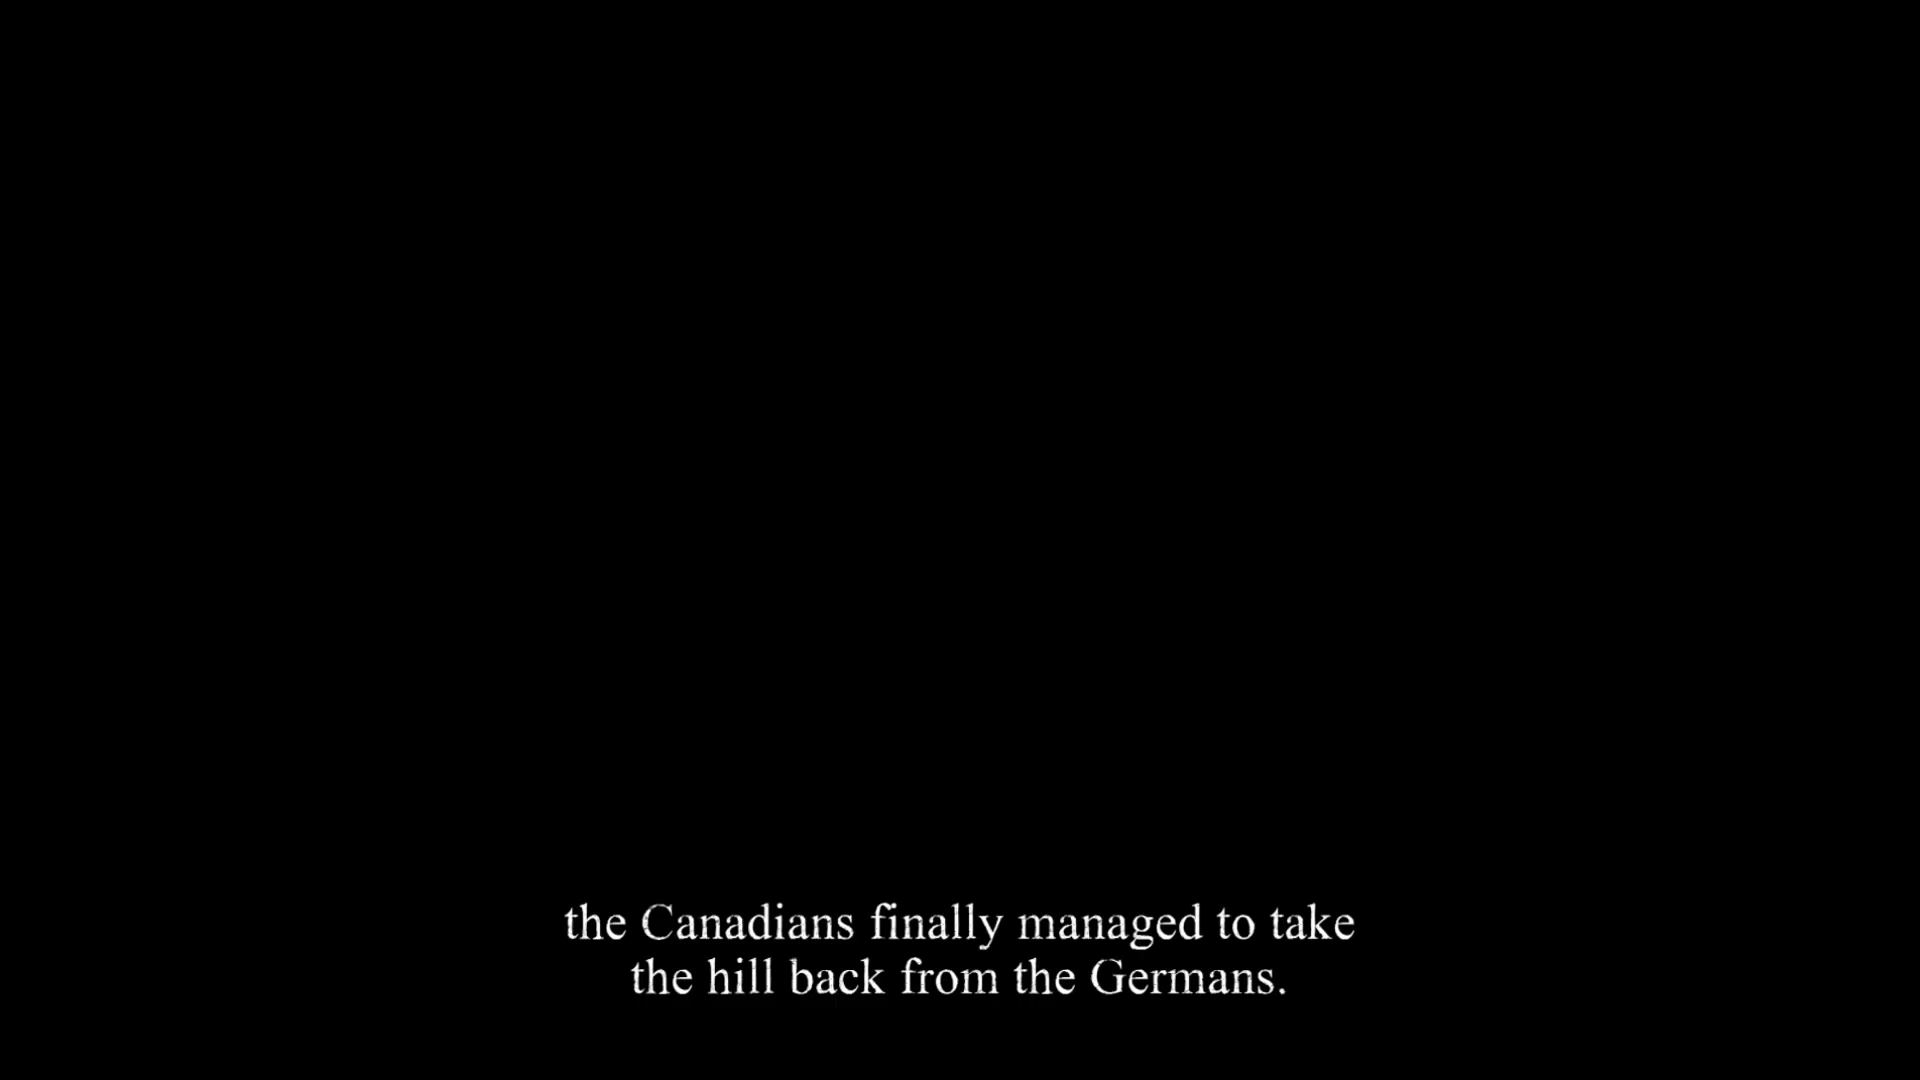 the Canadians finally managed to take
the hill back from the Germans.